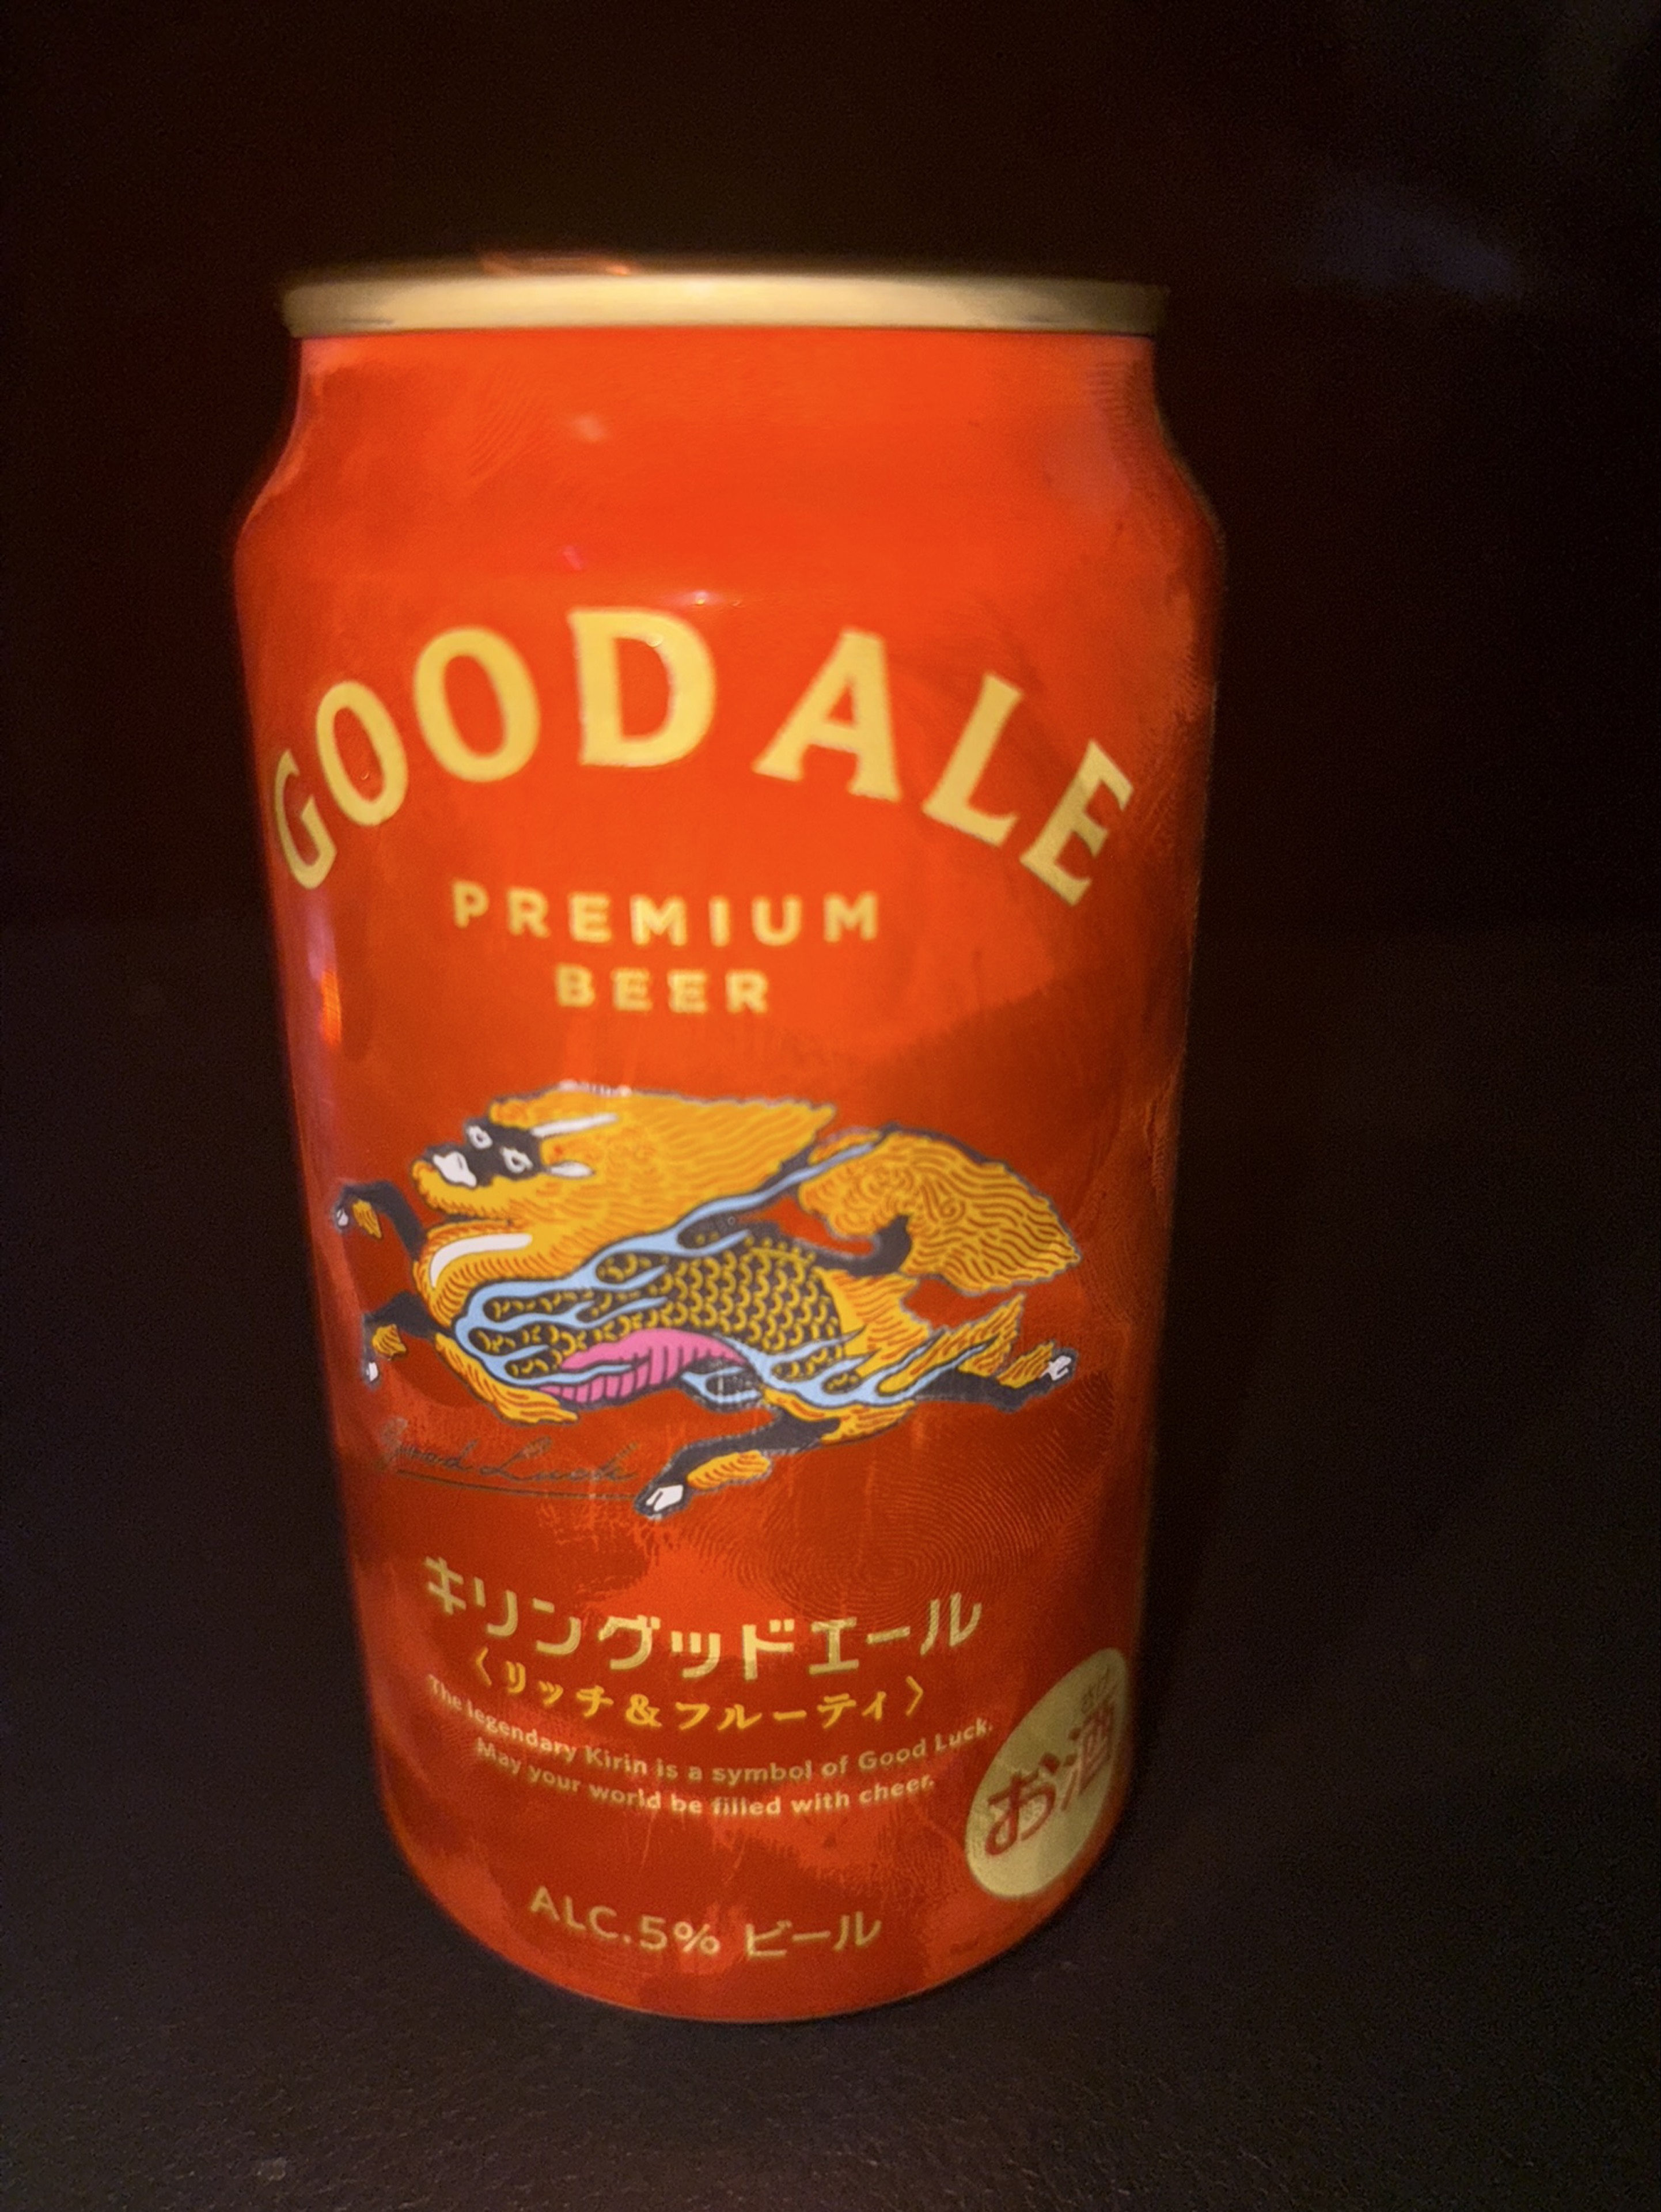 GOOD ALE
PREMIUM
BEER
Good Luck
キリングッドエール
〈リッチ&フルーティ〉
The legendary Kirin is a symbol of Good Luck.
May your world be filled with cheer.
お酒
ALC.5% ビール